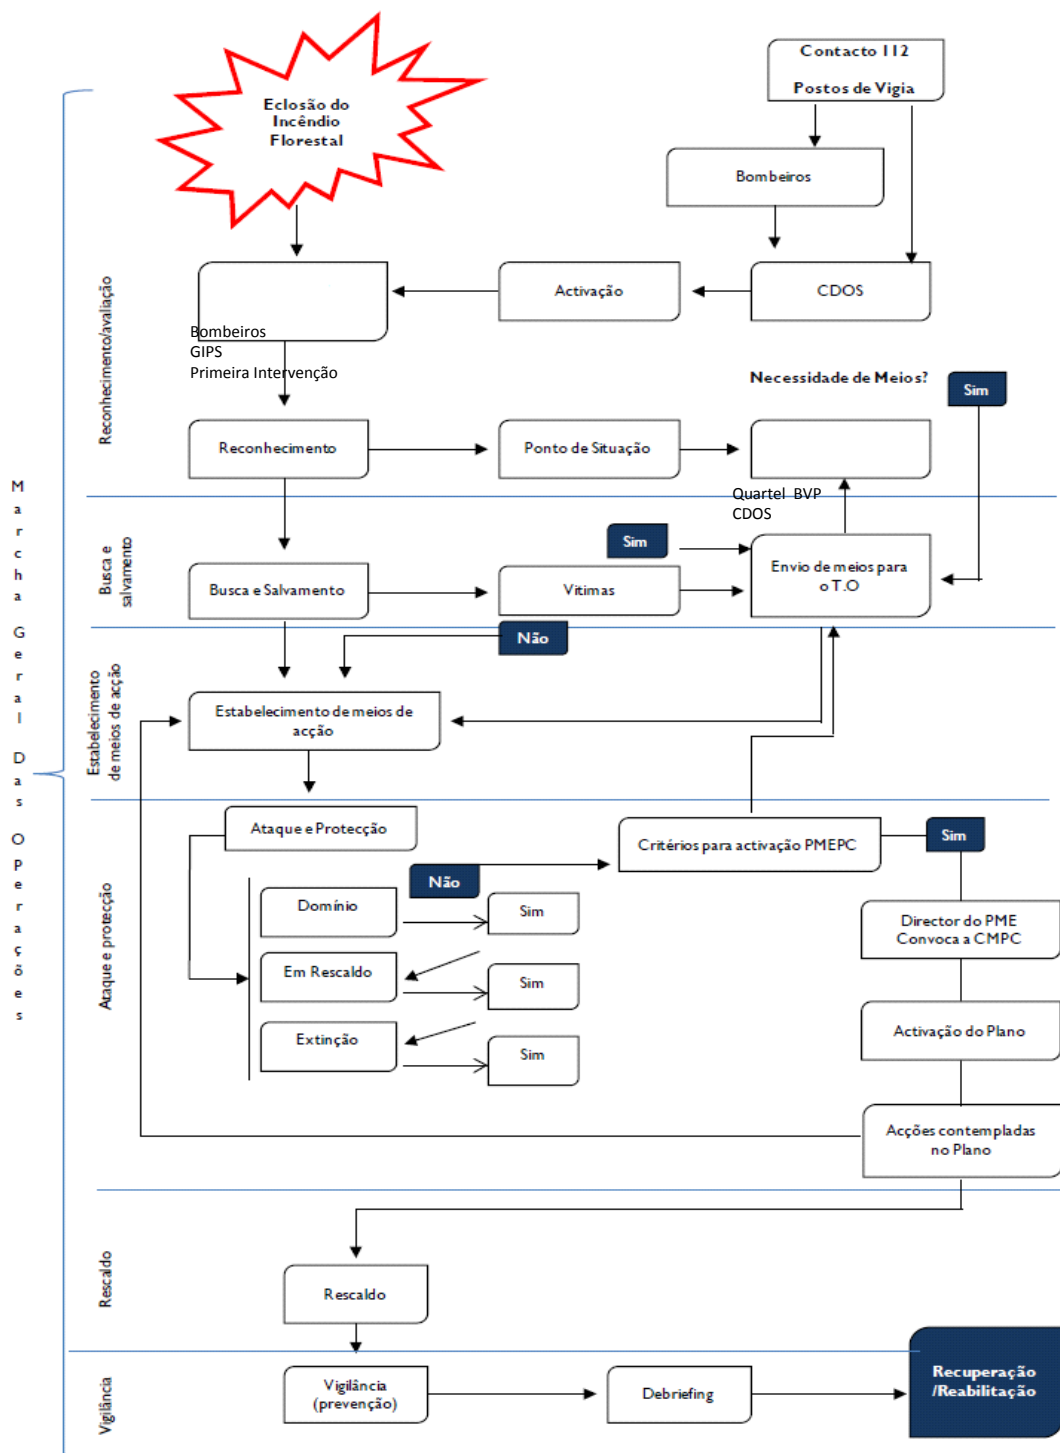 Contacto 112
Postos de Vigia
Eclosão do
Incêndio
Florestal
Bombeiros
Activação
CDOS
Bombeiros
GIPS
Primeira Intervenção
Necessidade de Meios?
Sim
Reconhecimento
Ponto de Situação
Quartel BVP
CDOS
Sim
Envio de meios para
o T.O
Busca e Salvamento
Vitimas
Não
Estabelecimento de meios de
acção
Ataque e Protecção
Critérios para activação PMEPC
Sim
Não
Domínio
Sim
Director do PME
Convoca a CMPC
Em Rescaldo
Sim
Extinção
Sim
Activação do Plano
Acções contempladas
no Plano
Rescaldo
Vigilância
(prevenção)
Debriefing
Recuperação
/Reabilitação
Marcha Geral Das Operações
Reconhecimento/avaliação
Busca e
salvamento
Estabelecimento
de meios de acção
Ataque e protecção
Rescaldo
Vigilância